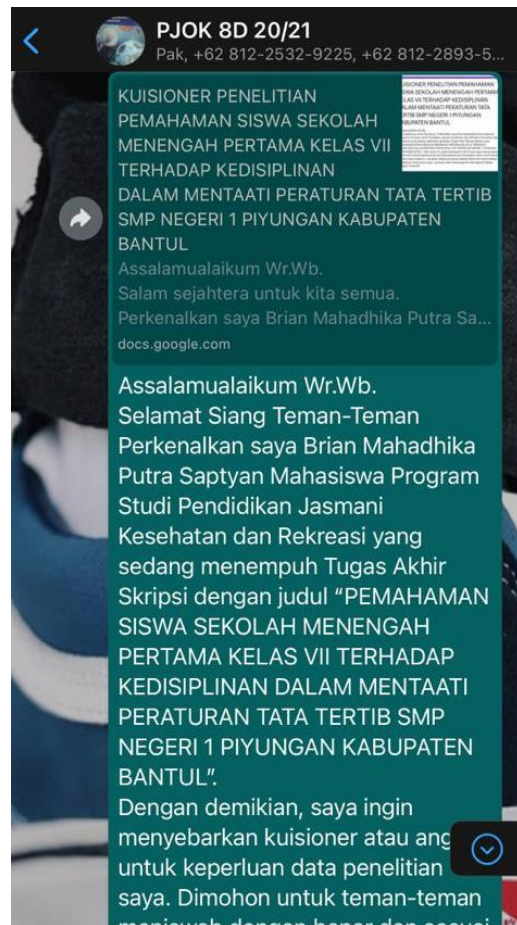 PJOK 8D 20/21
Pak, +62 812-2532-9225, +62 812-2893-5...
KUISIONER PENELITIAN
PEMAHAMAN SISWA SEKOLAH
MENENGAH PERTAMA KELAS VII
TERHADAP KEDISIPLINAN
DALAM MENTAATI PERATURAN TATA TERTIB
SMP NEGERI 1 PIYUNGAN KABUPATEN
BANTUL
Assalamualaikum Wr.Wb.
Salam sejahtera untuk kita semua.
Perkenalkan saya Brian Mahadhika Putra Sa...
docs.google.com
Assalamualaikum Wr.Wb.
Selamat Siang Teman-Teman
Perkenalkan saya Brian Mahadhika
Putra Saptyan Mahasiswa Program
Studi Pendidikan Jasmani
Kesehatan dan Rekreasi yang
sedang menempuh Tugas Akhir
Skripsi dengan judul “PEMAHAMAN
SISWA SEKOLAH MENENGAH
PERTAMA KELAS VII TERHADAP
KEDISIPLINAN DALAM MENTAATI
PERATURAN TATA TERTIB SMP
NEGERI 1 PIYUNGAN KABUPATEN
BANTUL”.
Dengan demikian, saya ingin
menyebarkan kuisioner atau ang
untuk keperluan data penelitian
saya. Dimohon untuk teman-teman